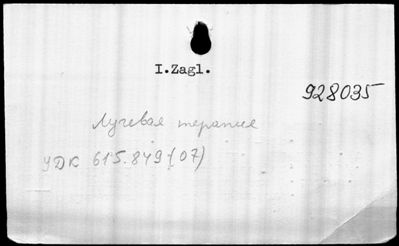 I.Zagl.
928035
Лучевая терапия
УДК 615.849(07)